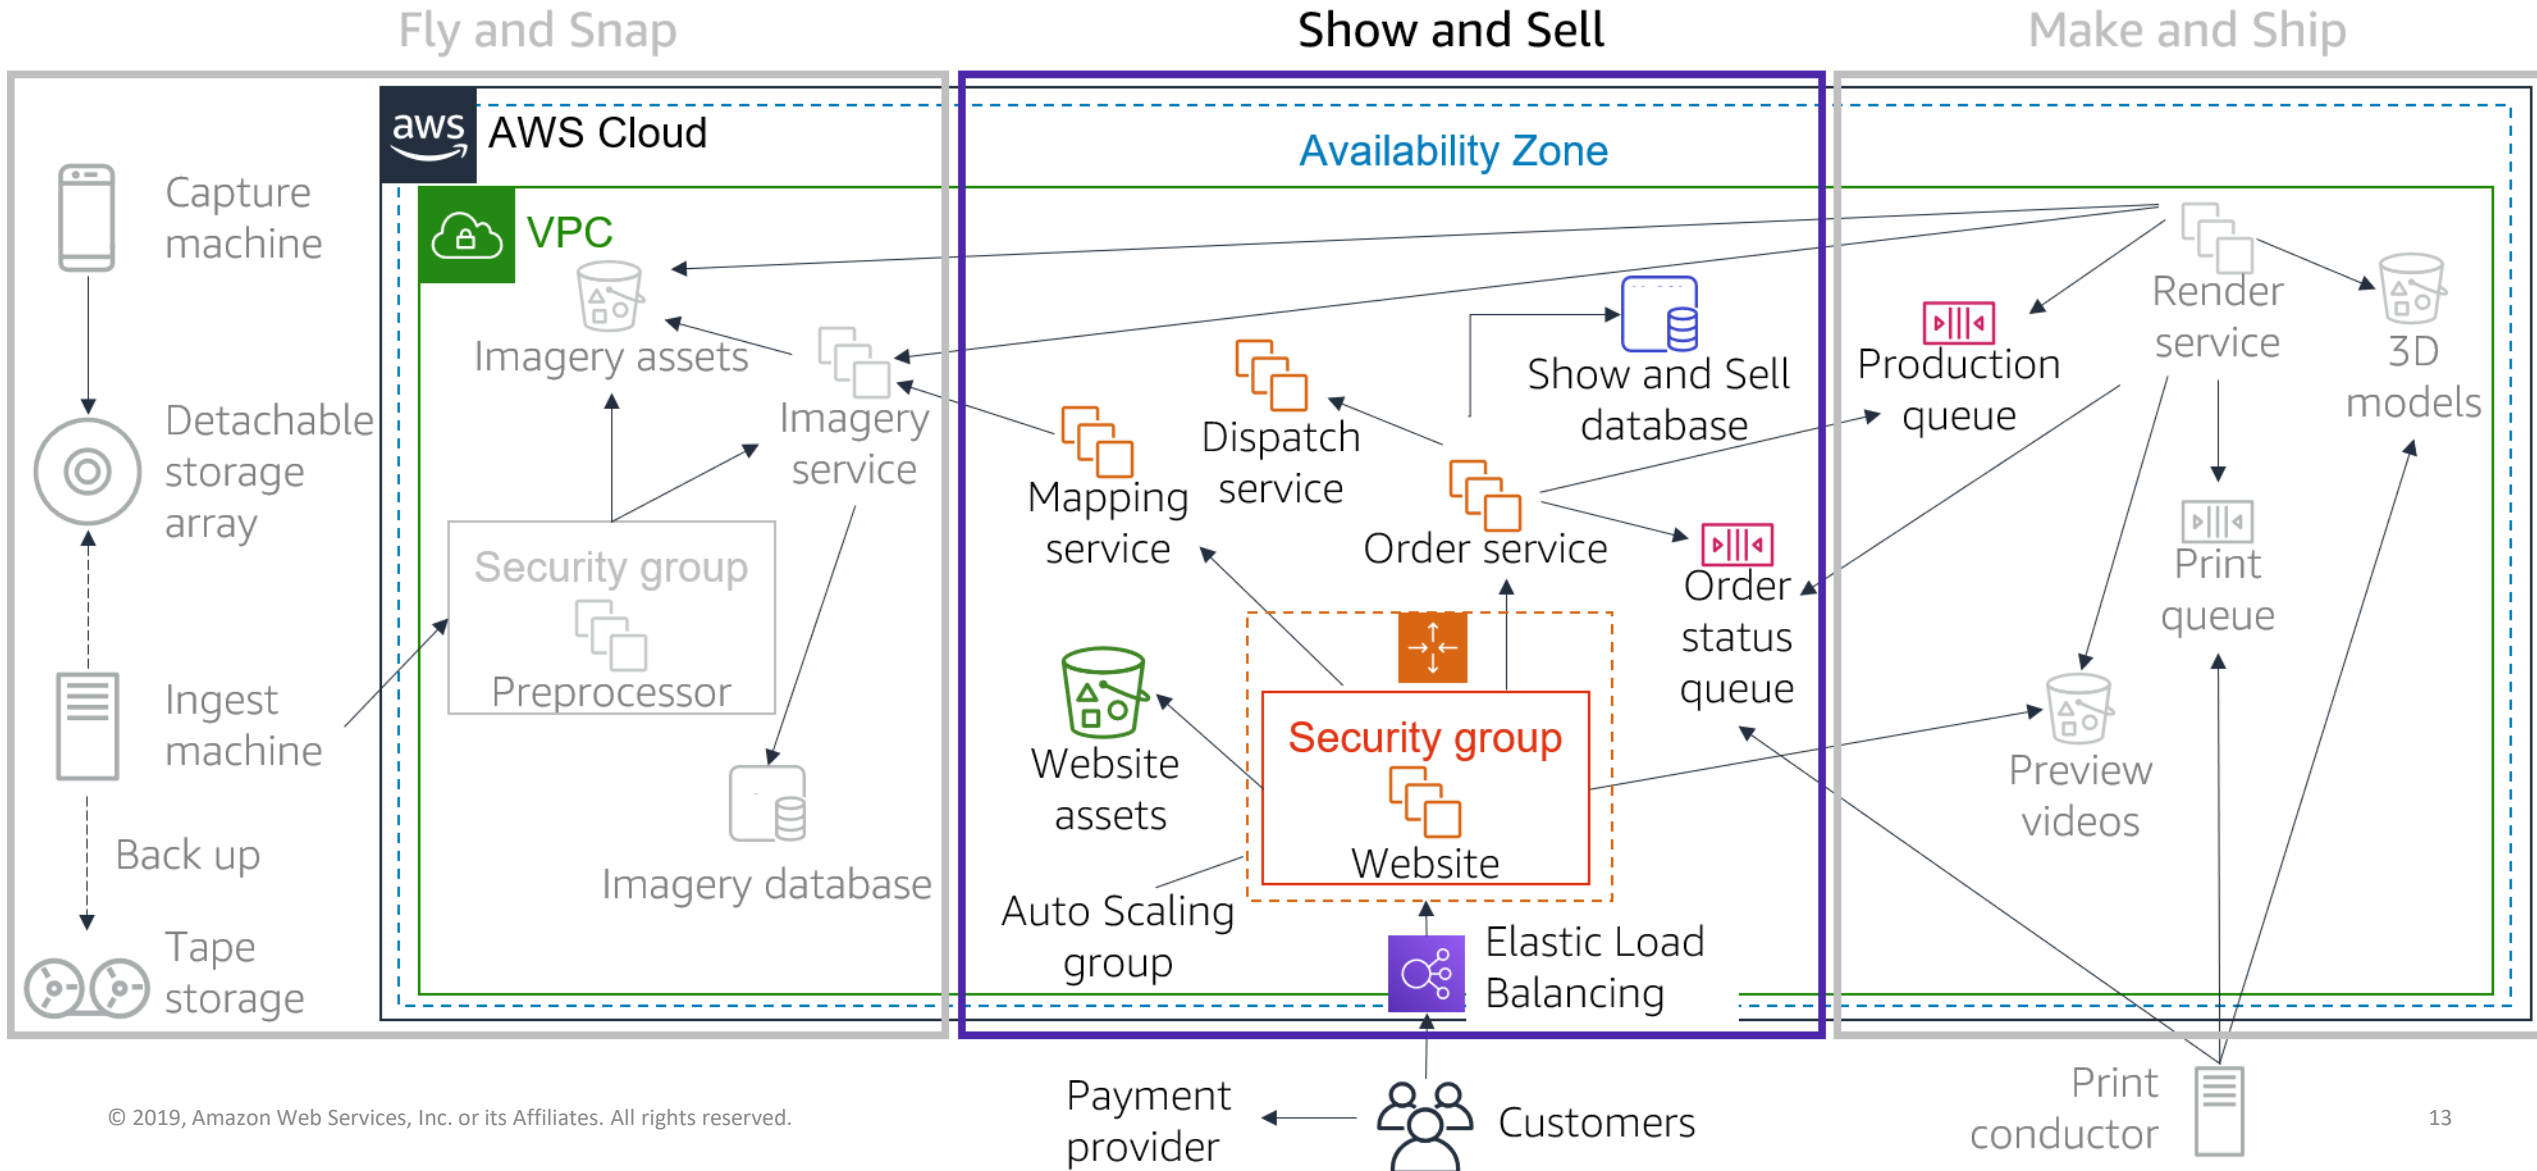 Fly and Snap
Show and Sell
Make and Ship
aws
AWS Cloud
Availability Zone
VPC
Capture
machine
Detachable
storage
array
Ingest
machine
Back up
Tape
storage
Imagery assets
Imagery
service
Security group
Preprocessor
Imagery database
Mapping
service
Dispatch
service
Show and Sell
database
Order service
Order
status
queue
Website
assets
Security group
Website
Auto Scaling
group
Elastic Load
Balancing
Production
queue
Render
service
3D
models
Print
queue
Preview
videos
Payment
provider
Customers
Print
conductor
© 2019, Amazon Web Services, Inc. or its Affiliates. All rights reserved.
13